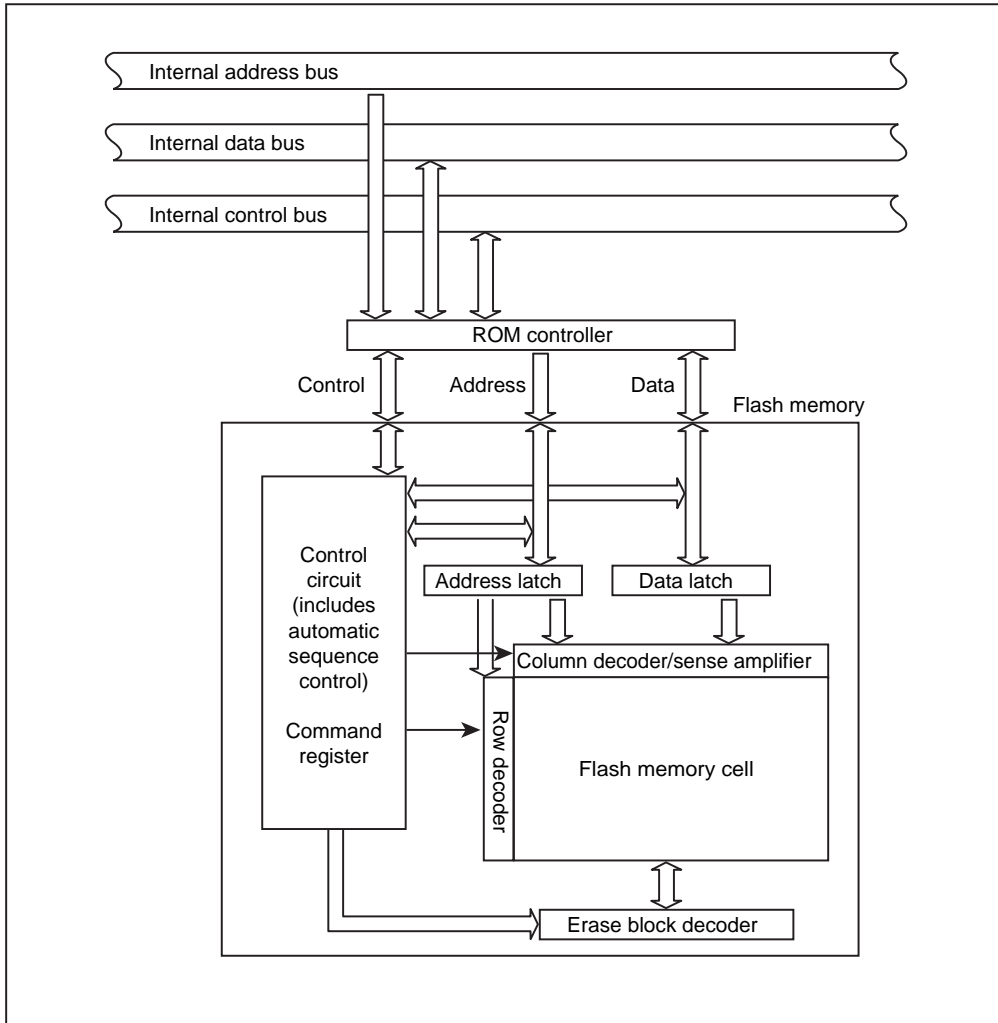 Internal address bus
Internal data bus
Internal control bus
ROM controller
Control
Address
Data
Flash memory
Control
circuit
(includes
automatic
sequence
control)
Command
register
Address latch
Data latch
Column decoder/sense amplifier
Row decoder
Flash memory cell
Erase block decoder